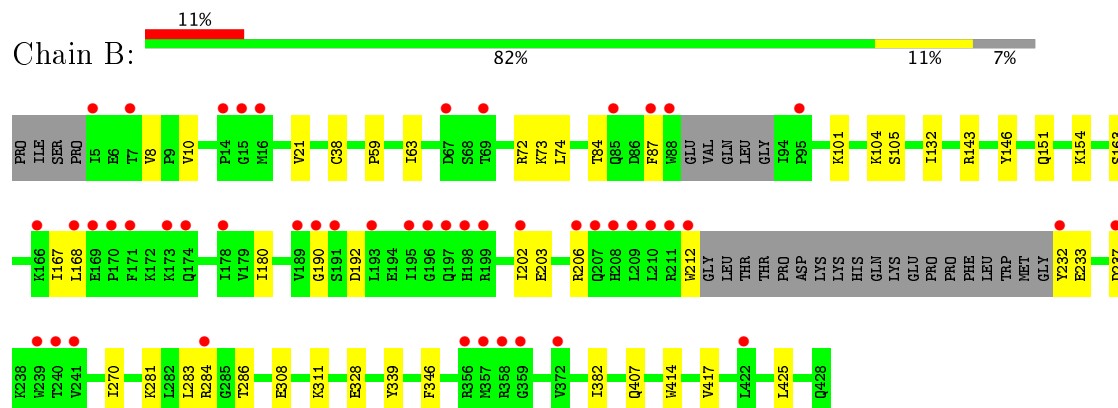 11%
Chain B:
82% 11% 7%
PRO ILE SER PRO I5 E6 T7 V8 P9 V10 P14 G15 M16 V21 C38 P59 I63 D67 S68 T69 R72 K73 L74 T84 Q85 D86 F87 W88 GLU VAL GLN LEU GLY I94 P95 K101 K104 S105 I132 R143 Y146 Q151 K154 S163
K166 I167 L168 E169 P170 F171 K172 K173 Q174 I178 V179 I180 V189 G190 S191 D192 L193 E194 I195 G196 Q197 H198 R199 I202 E203 R206 Q207 H208 L209 L210 R211 W212 GLY LEU THR THR PRO ASP LYS LYS HIS GLN LYS GLU PRO PRO PHE LEU TRP MET GLY Y232 E233 D237
K238 W239 T240 V241 I270 K281 L282 L283 R284 G285 T286 E308 K311 E328 Y339 F346 R356 M357 R358 G359 V372 I382 Q407 W414 V417 L422 L425 Q428